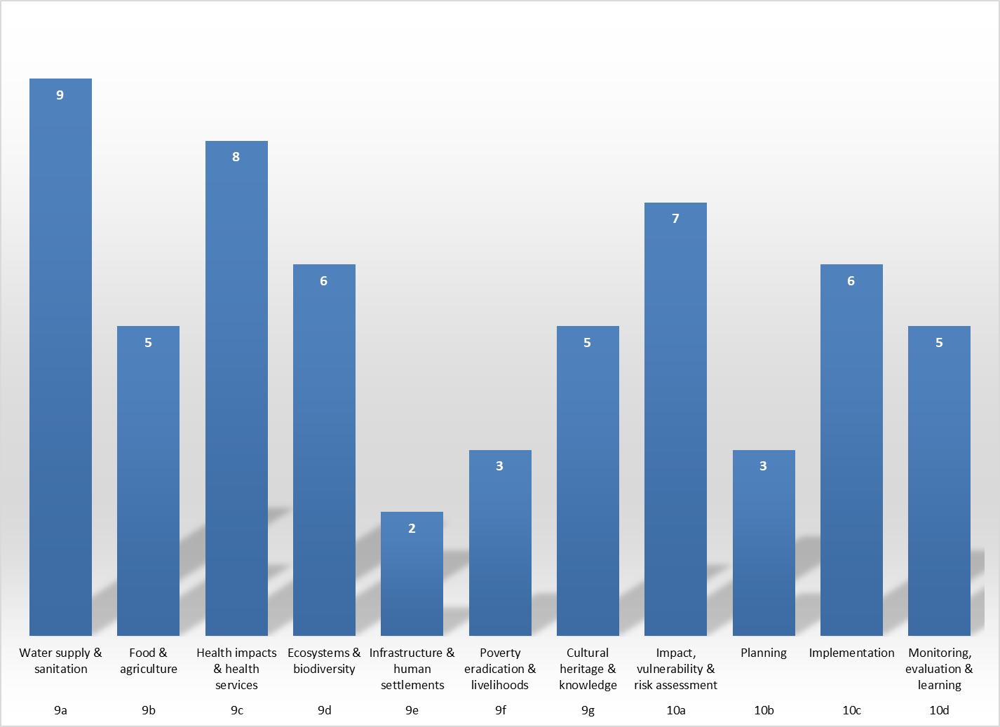 9
5
8
6
2
3
5
7
3
6
5
Water supply &
sanitation
9a
Food &
agriculture
9b
Health impacts
& health
services
9c
Ecosystems &
biodiversity
9d
Infrastructure &
human
settlements
9e
Poverty
eradication &
livelihoods
9f
Cultural
heritage &
knowledge
9g
Impact,
vulnerability &
risk assessment
10a
Planning
10b
Implementation
10c
Monitoring,
evaluation &
learning
10d